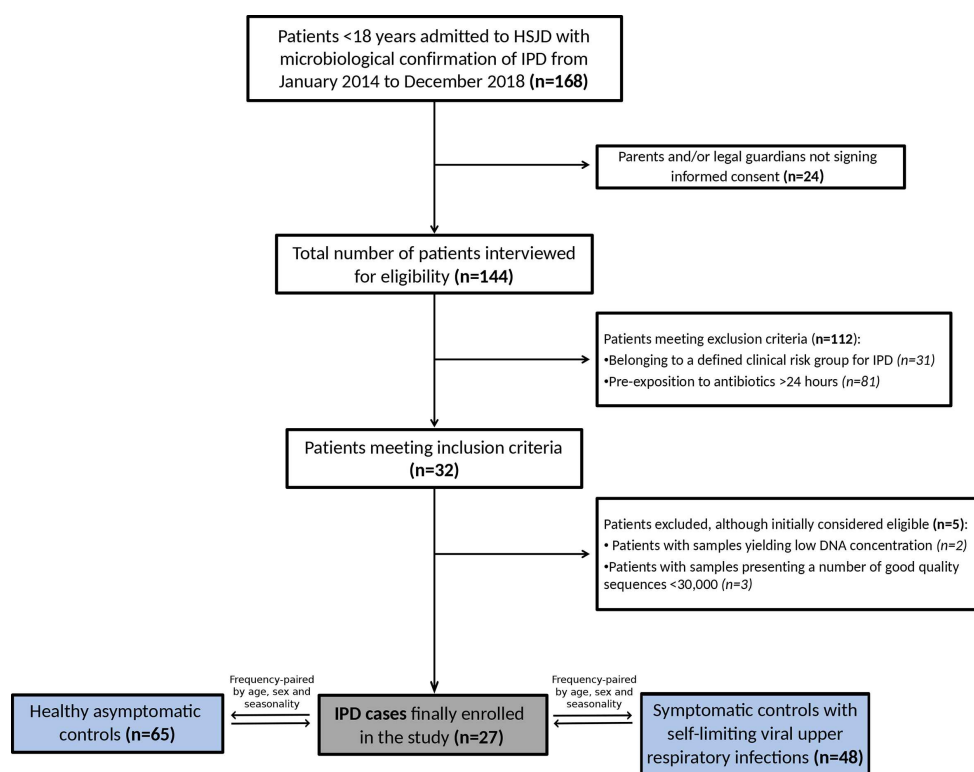 Patients <18 years admitted to HSJD with
microbiological confirmation of IPD from
January 2014 to December 2018 (n=168)
Parents and/or legal guardians not signing
informed consent (n=24)
Total number of patients interviewed
for eligibility (n=144)
Patients meeting exclusion criteria (n=112):
•Belonging to a defined clinical risk group for IPD (n=31)
•Pre-exposition to antibiotics >24 hours (n=81)
Patients meeting inclusion criteria
(n=32)
Patients excluded, although initially considered eligible (n=5):
• Patients with samples yielding low DNA concentration (n=2)
•Patients with samples presenting a number of good quality
sequences <30,000 (n=3)
Healthy asymptomatic
controls (n=65)
Frequency-paired
by age, sex and
seasonality
IPD cases finally enrolled
in the study (n=27)
Frequency-paired
by age, sex and
seasonality
Symptomatic controls with
self-limiting viral upper
respiratory infections (n=48)